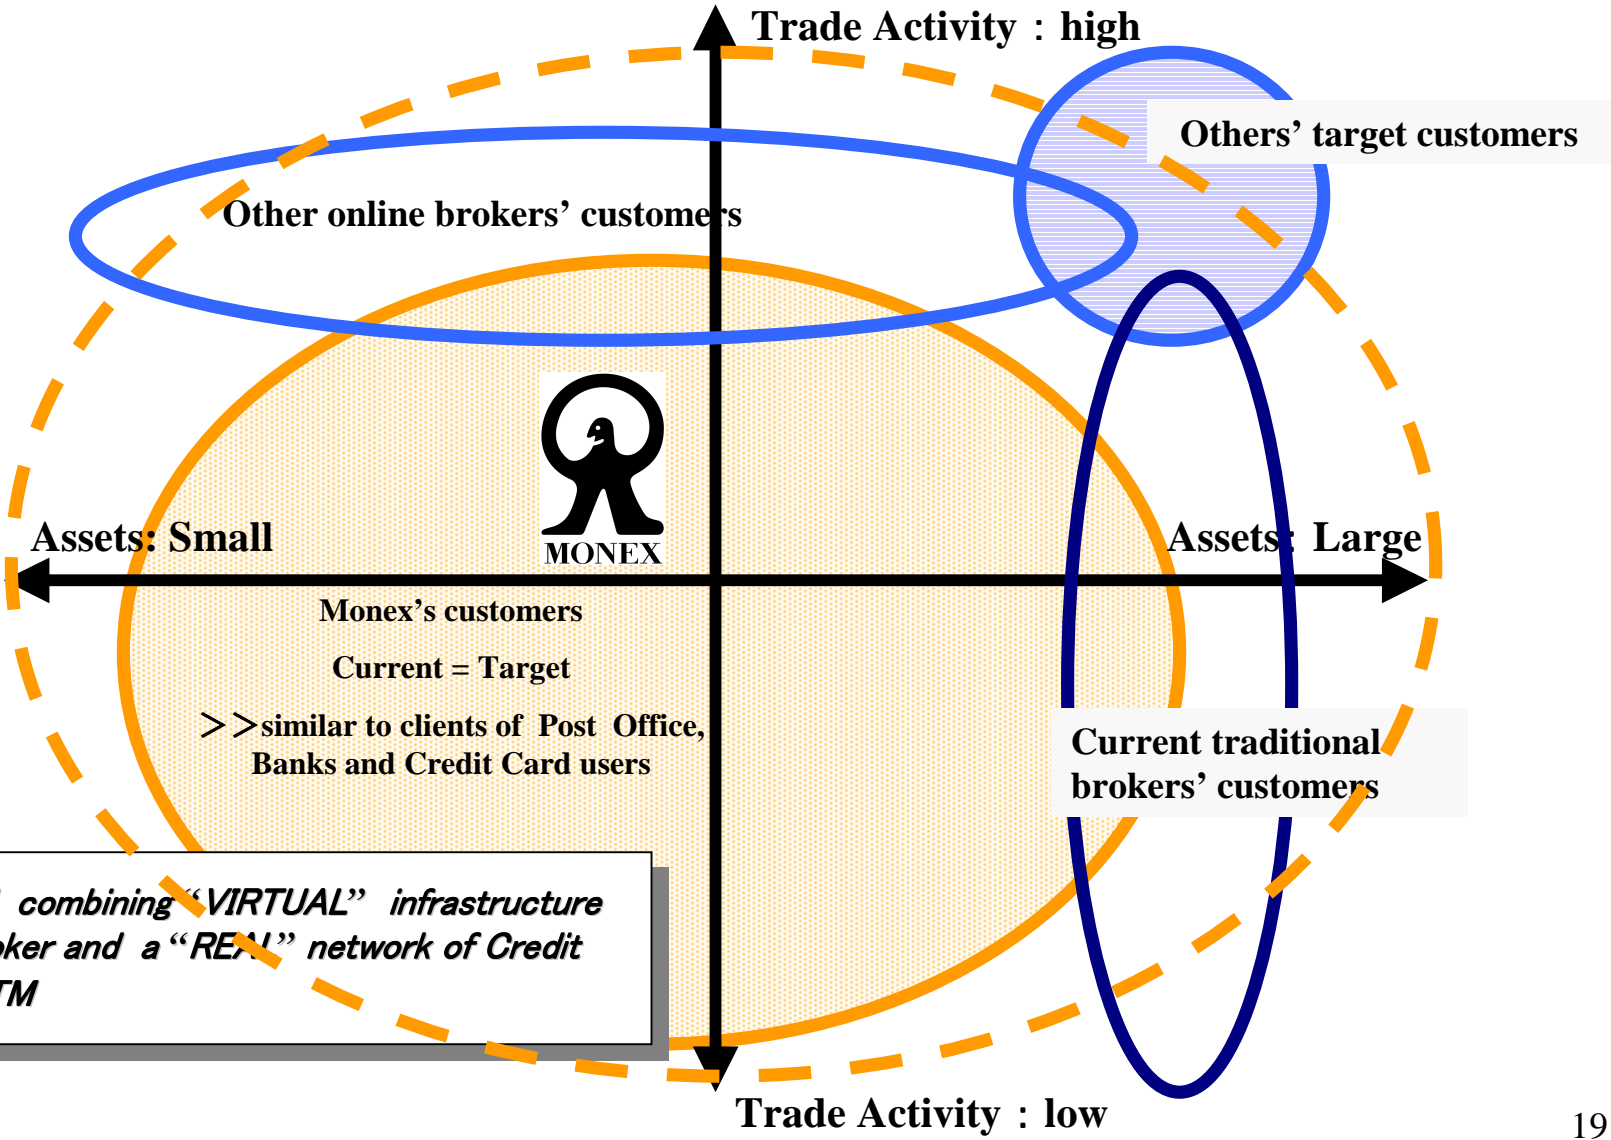 Trade Activity：high
Others’ target customers
Other online brokers’ customers
MONEX
Assets: Small
Assets：Large
Monex’s customers
Current = Target
＞＞similar to clients of Post Office,
Banks and Credit Card users
Current traditional
brokers’ customers
combining “VIRTUAL” infrastructure
and a “REAL” network of Credit
Trade Activity：low
19